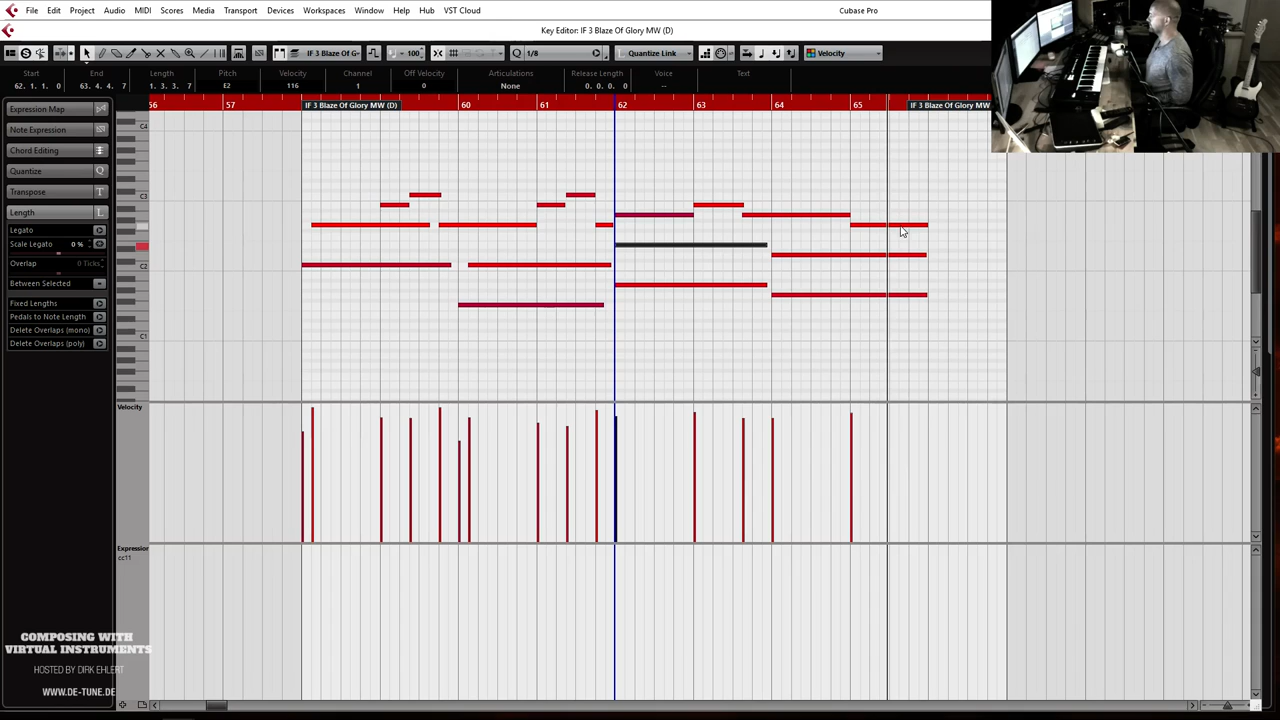 File Edit Project Audio MIDI Scores Media Transport Devices Workspaces Window Hub VST Cloud Cubase Pro
Key Editor: IF 3 Blaze Of Glory MW (D)
IF 3 Blaze Of G 100 Q 1/8 Quantize Link Velocity
Start End Length Pitch Velocity Channel Off Velocity Articulations Release Length Voice Text
62. 1. 1. 0 63. 4. 4. 7 1. 3. 3. 7 E2 116 1 0 None 0. 0. 0. 0 --
56 57 IF 3 Blaze Of Glory MW (D) 60 61 62 63 64 65 IF 3 Blaze Of Glory MW
Expression Map
Note Expression
Chord Editing
Quantize Q
Transpose T
Length L
Legato
Scale Legato 0 %
Overlap 0 Ticks
Between Selected
Fixed Lengths
Pedals to Note Length
Delete Overlaps (mono)
Delete Overlaps (poly)
C4
C3
C2
C1
Velocity
Expression
cc11
COMPOSING WITH
VIRTUAL INSTRUMENTS
HOSTED BY DIRK EHLERT
WWW.DE-TUNE.DE